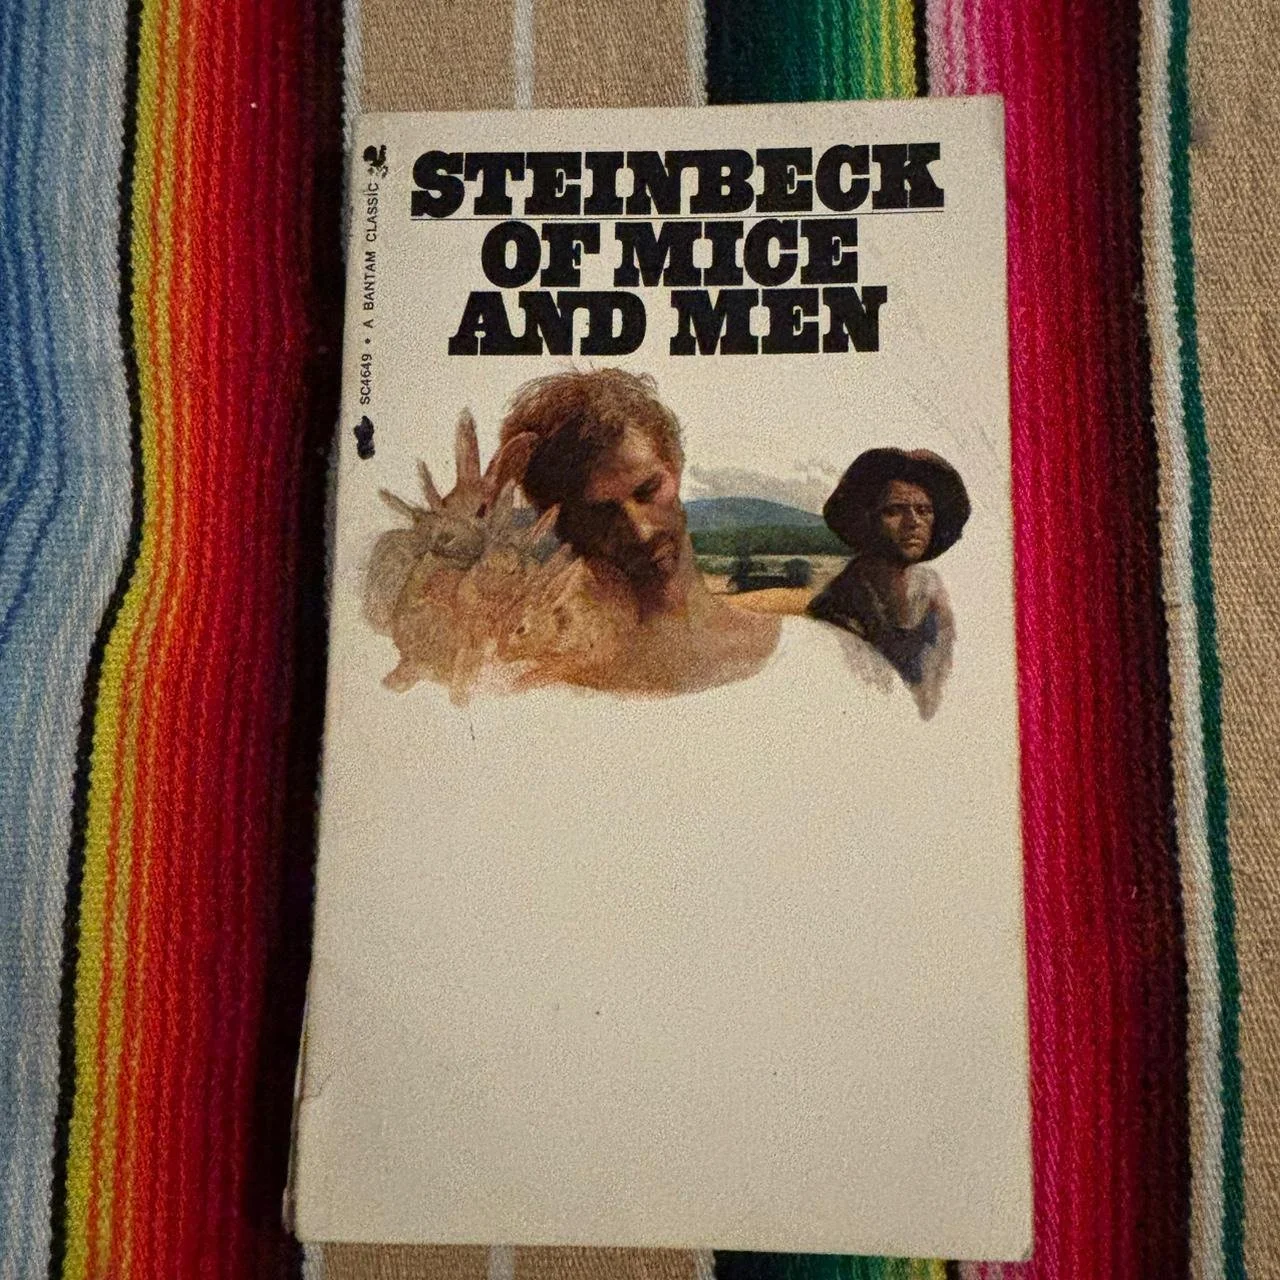 STEINBECK
OF MICE
AND MEN
SC4649 • A BANTAM CLASSIC